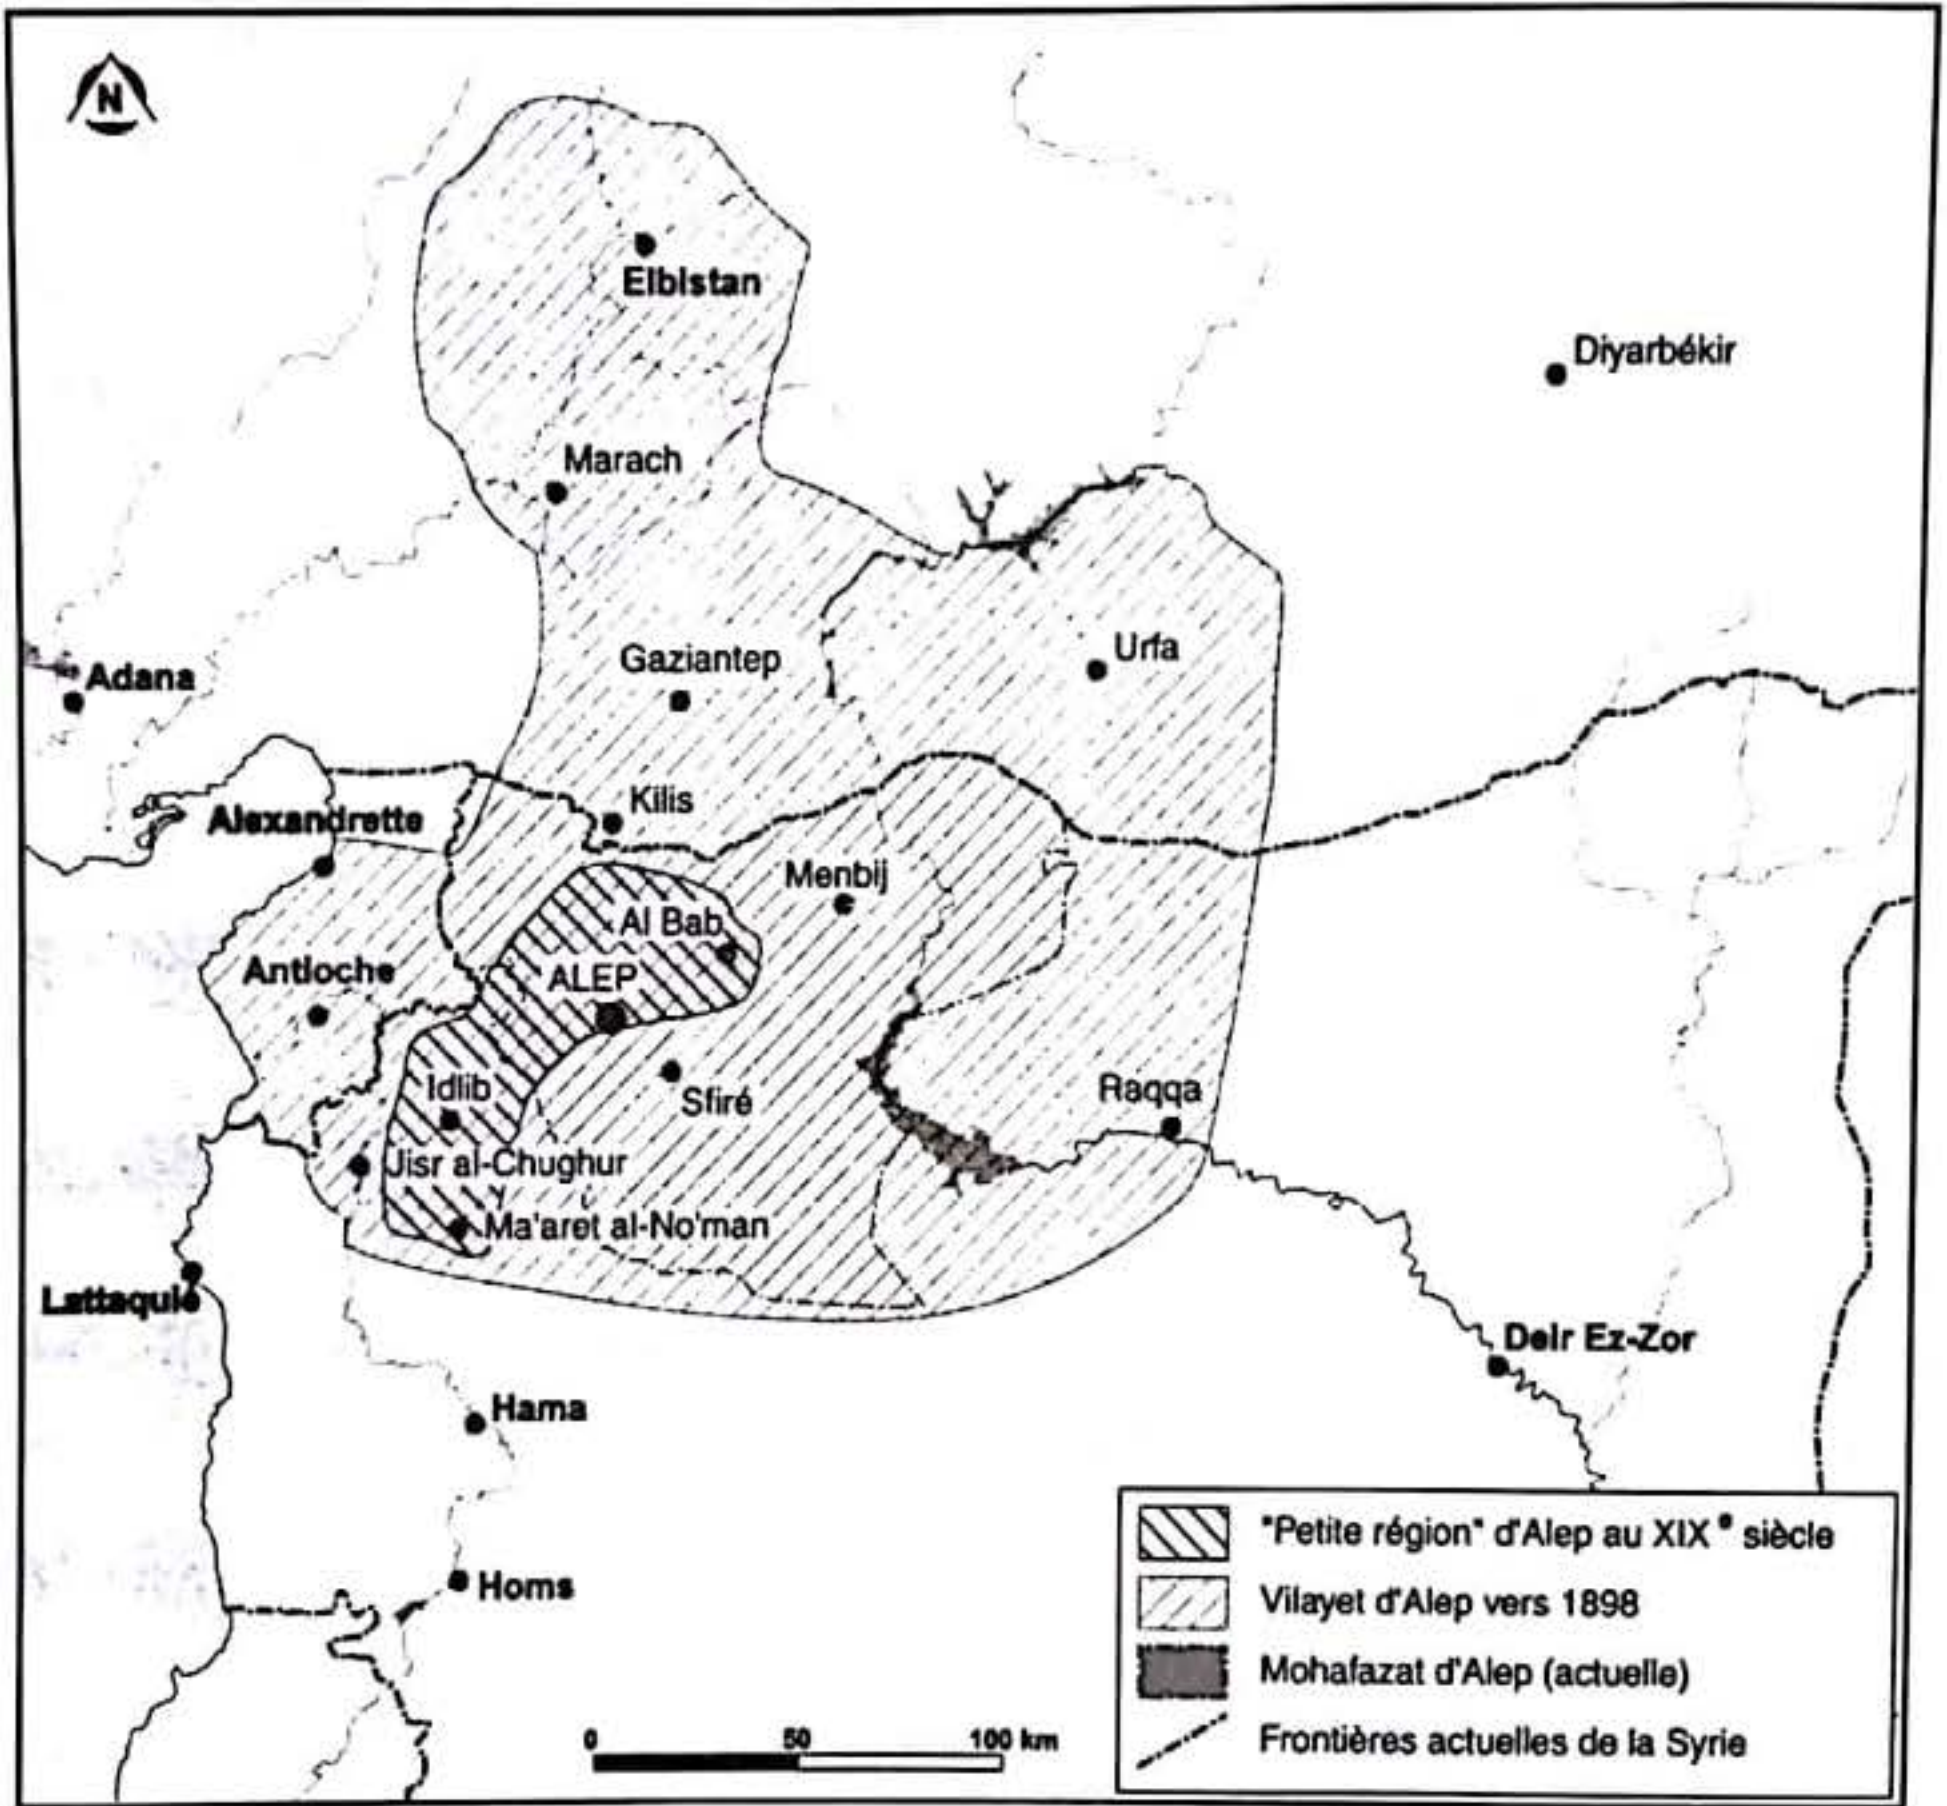 N
Elbistan
Diyarbékir
Marach
Gaziantep
Urfa
Adana
Kilis
Alexandrette
Menbij
Al Bab
ALEP
Antioche
Idlib
Sfiré
Raqqa
Jisr al-Chughur
Ma'aret al-No'man
Lattaquié
Deir Ez-Zor
Hama
Homs
"Petite région" d'Alep au XIXe siècle
Vilayet d'Alep vers 1898
Mohafazat d'Alep (actuelle)
Frontières actuelles de la Syrie
0 50 100 km